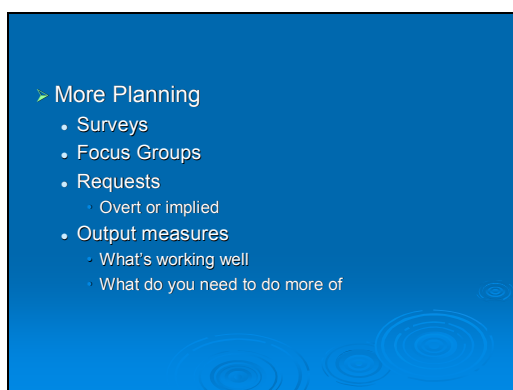 ➢ More Planning
• Surveys
• Focus Groups
• Requests
• Overt or implied
• Output measures
• What's working well
• What do you need to do more of